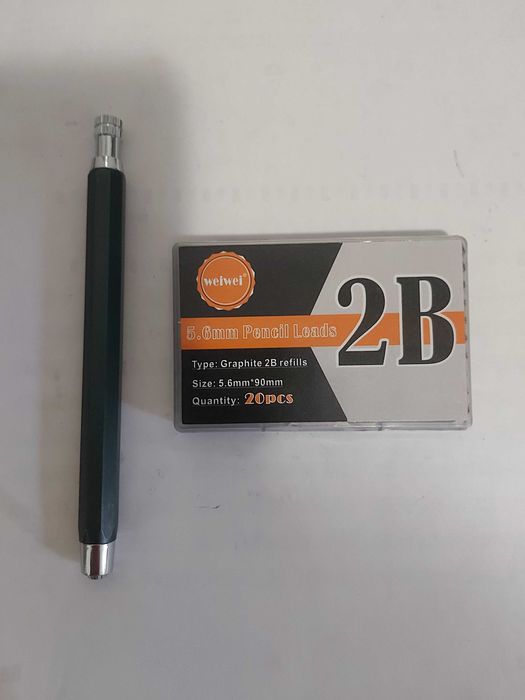 weiwei®
5.6mm Pencil Leads
2B
Type: Graphite 2B refills
Size: 5.6mm*90mm
Quantity: 20pcs